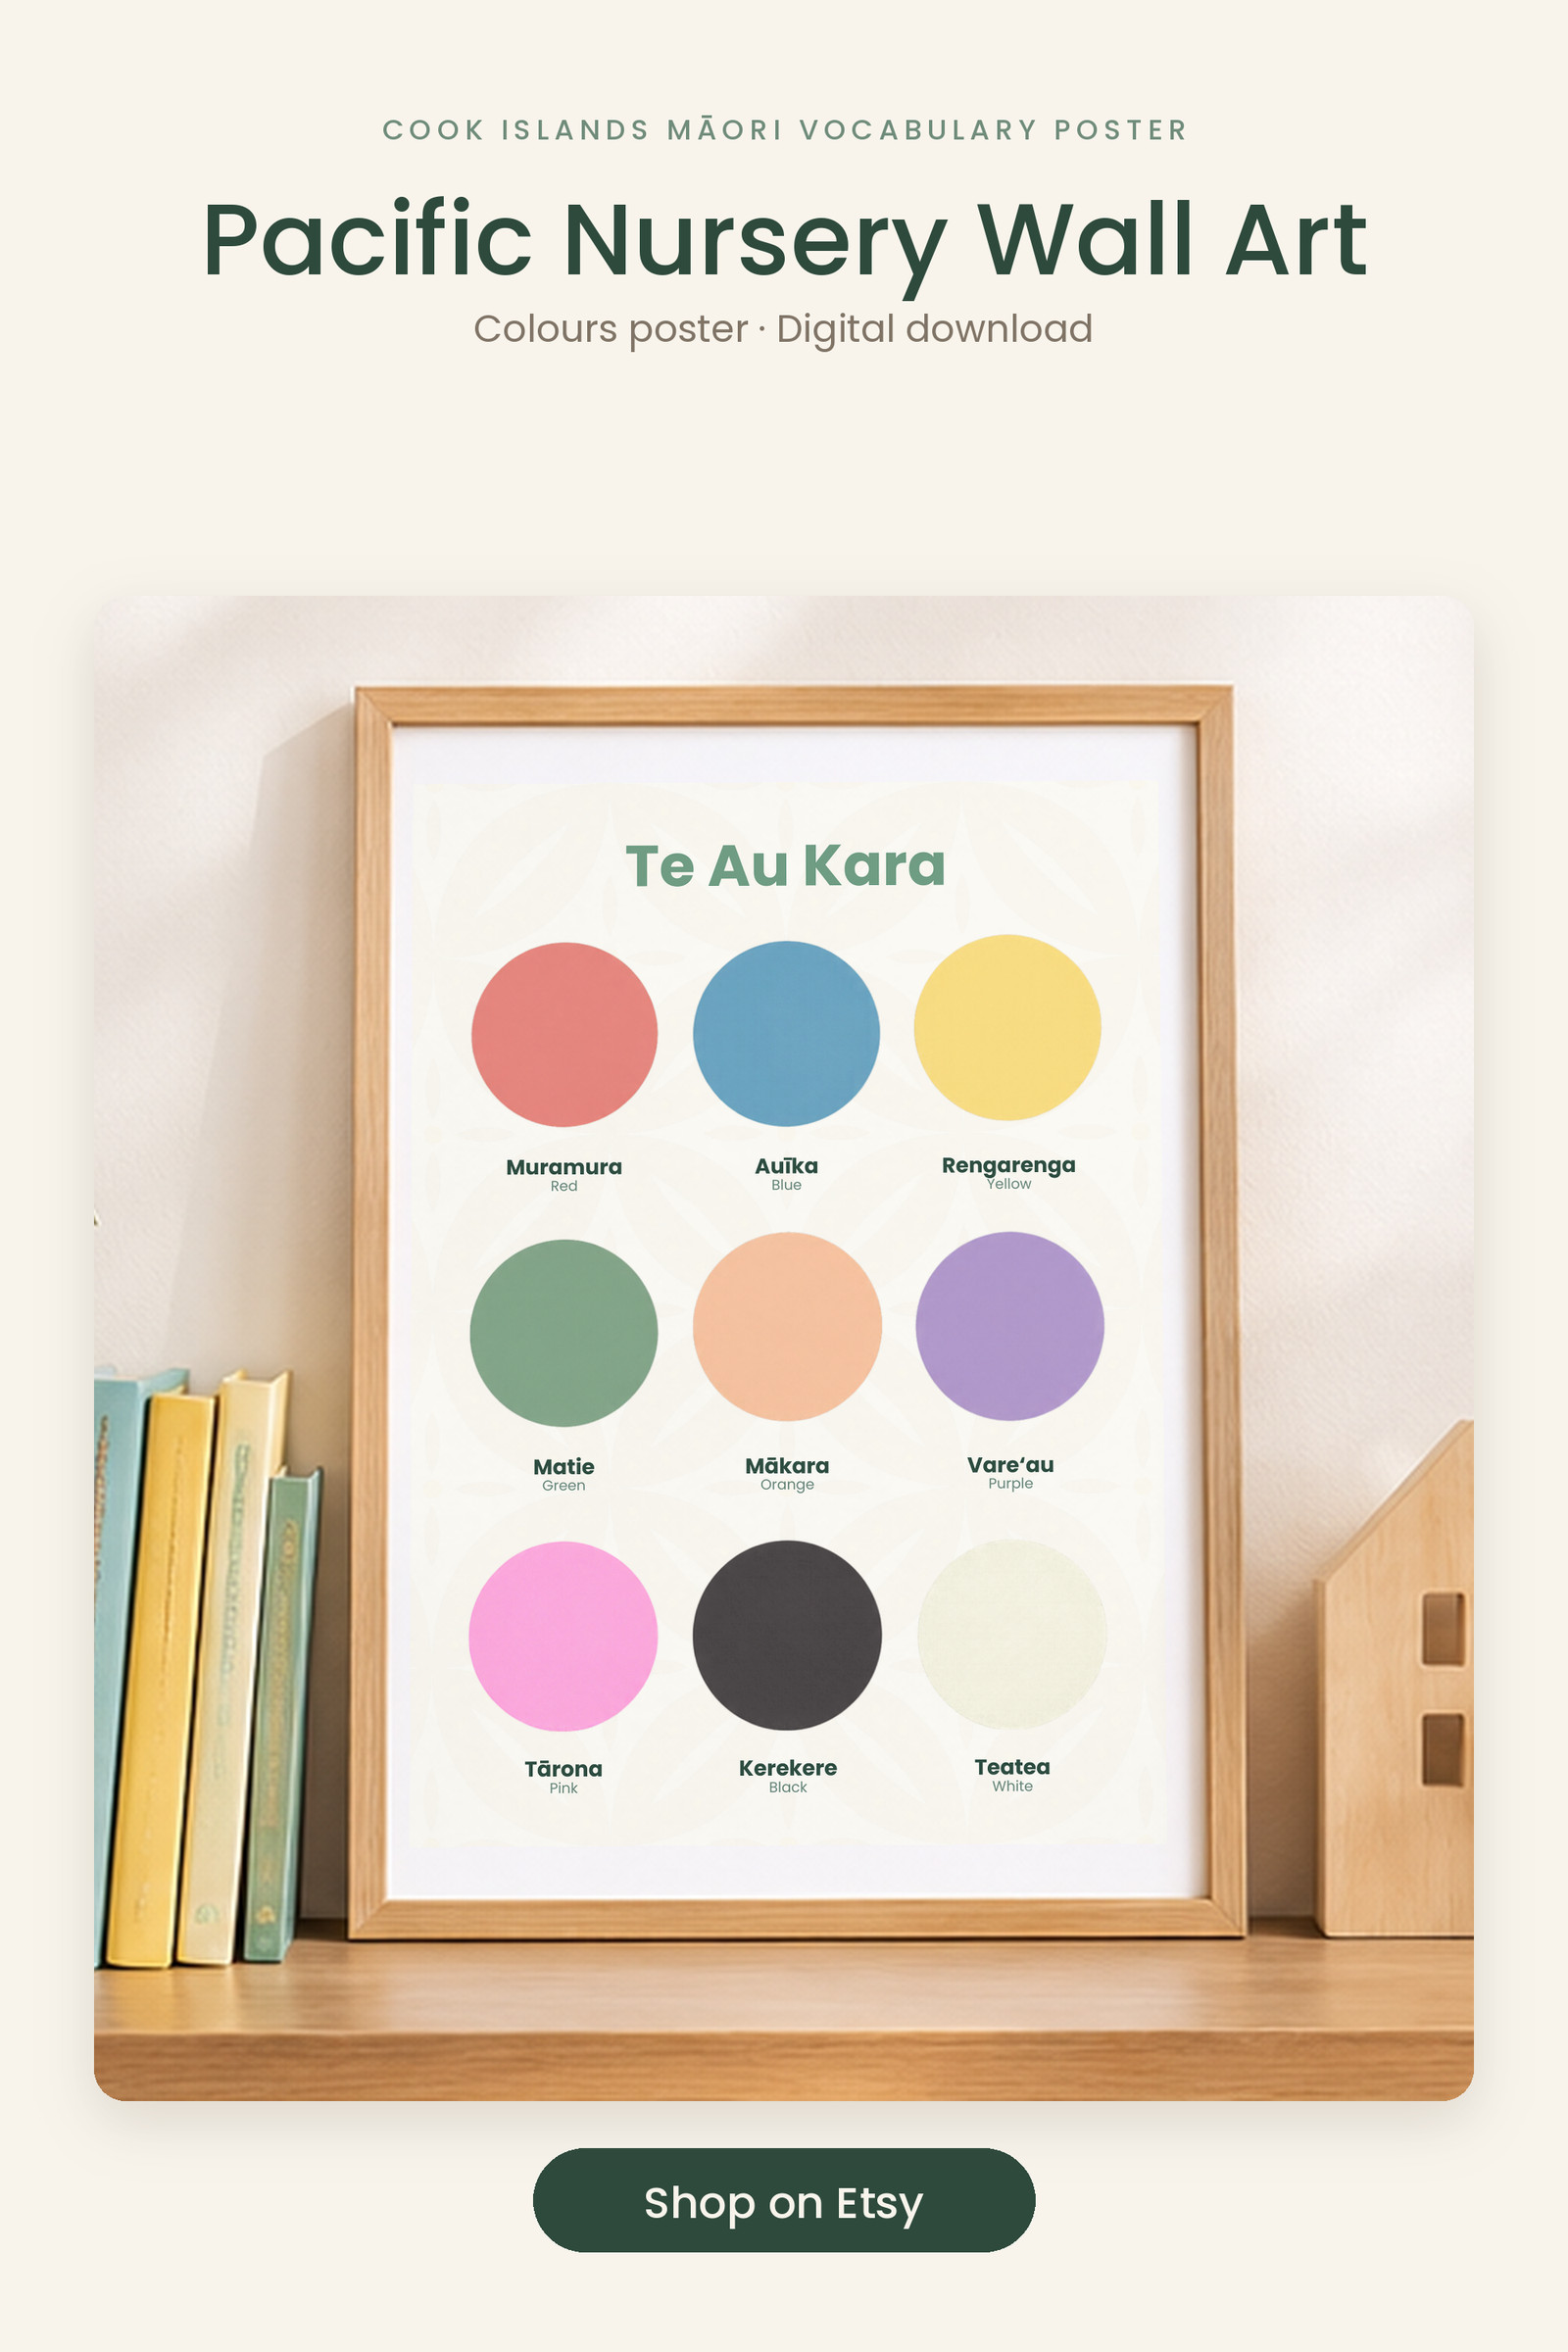 COOK ISLANDS MĀORI VOCABULARY POSTER
Pacific Nursery Wall Art
Colours poster · Digital download
Te Au Kara
Muramura
Red
Auīka
Blue
Rengarenga
Yellow
Matie
Green
Mākara
Orange
Vare‘au
Purple
Tārona
Pink
Kerekere
Black
Teatea
White
Shop on Etsy